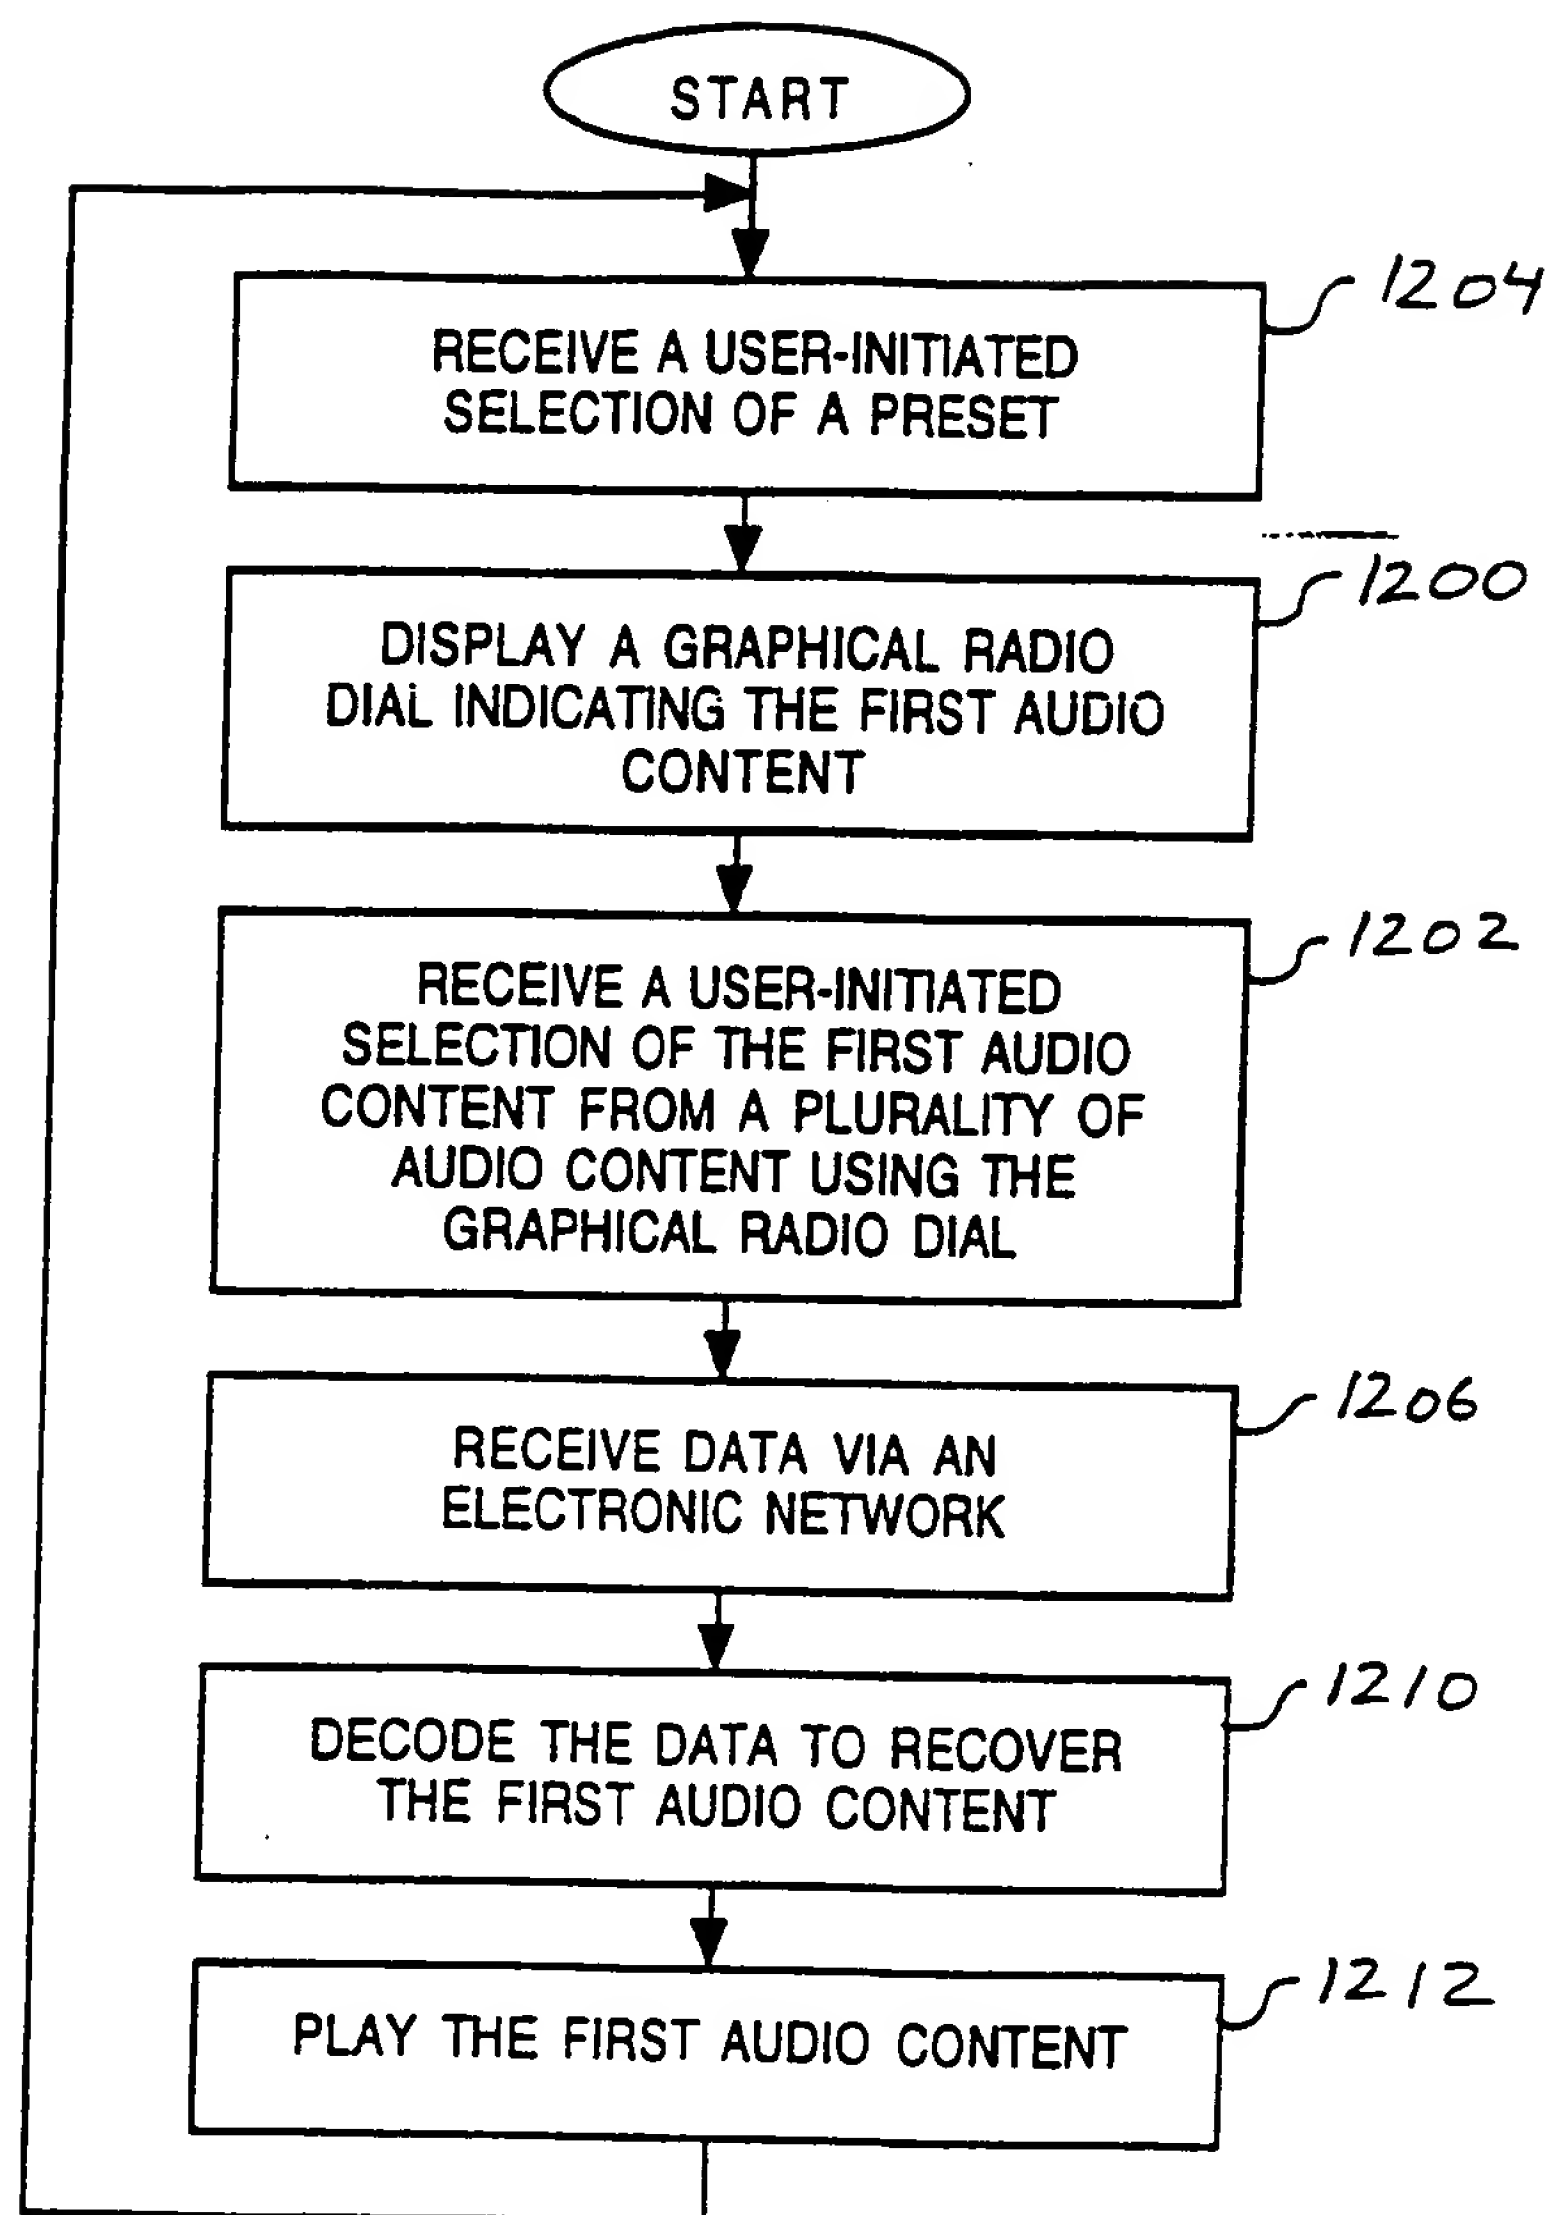 START
1204
RECEIVE A USER-INITIATED
SELECTION OF A PRESET
1200
DISPLAY A GRAPHICAL RADIO
DIAL INDICATING THE FIRST AUDIO
CONTENT
1202
RECEIVE A USER-INITIATED
SELECTION OF THE FIRST AUDIO
CONTENT FROM A PLURALITY OF
AUDIO CONTENT USING THE
GRAPHICAL RADIO DIAL
1206
RECEIVE DATA VIA AN
ELECTRONIC NETWORK
1210
DECODE THE DATA TO RECOVER
THE FIRST AUDIO CONTENT
1212
PLAY THE FIRST AUDIO CONTENT